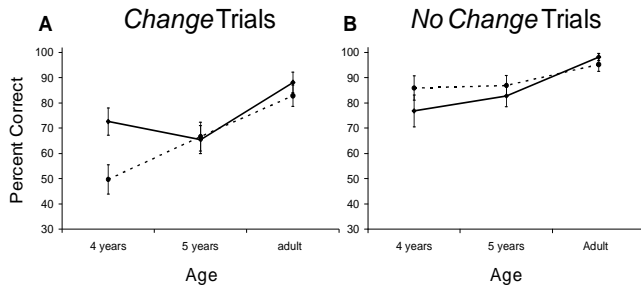 A Change Trials
100
90
80
70
60
50
40
30
Percent Correct
4 years 5 years adult
Age
B No Change Trials
100
90
80
70
60
50
40
30
4 years 5 years Adult
Age